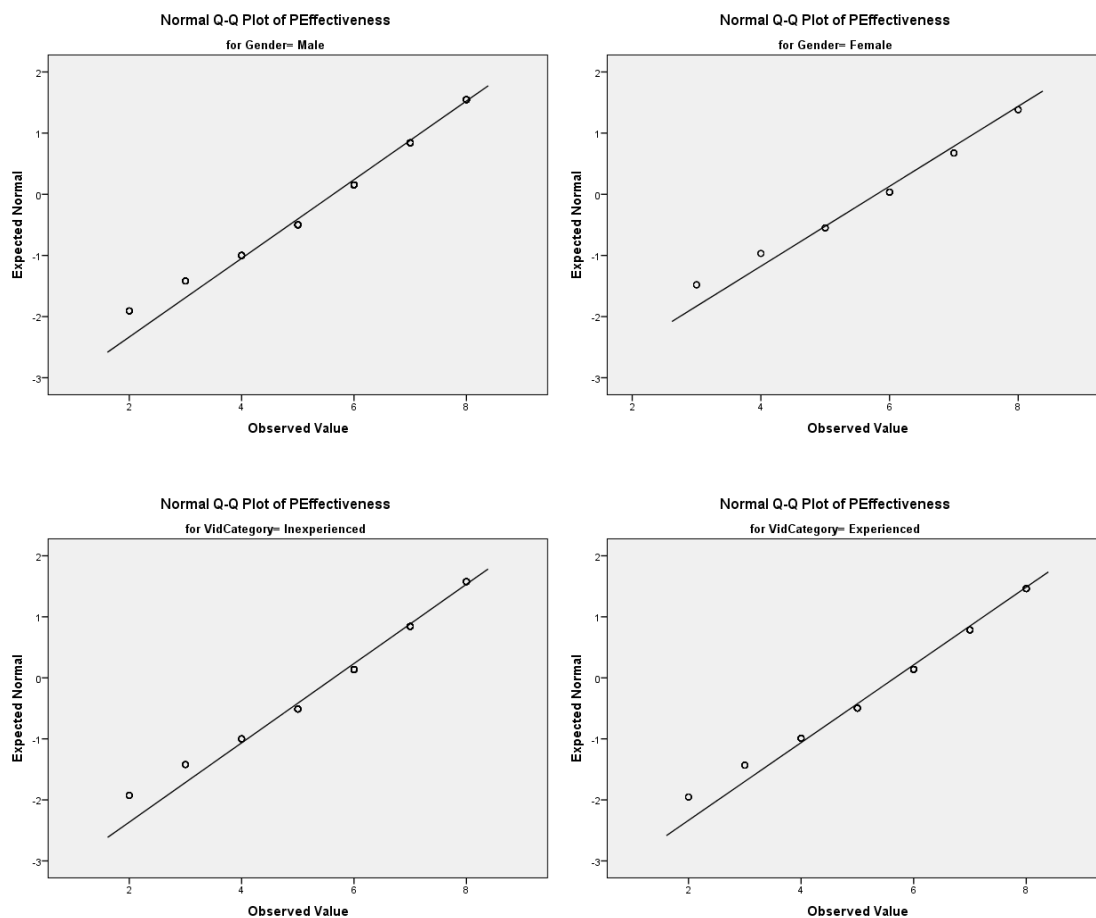 Normal Q-Q Plot of PEffectiveness
for Gender= Male
Expected Normal
2
1
0
-1
-2
-3
2
4
6
8
Observed Value
Normal Q-Q Plot of PEffectiveness
for Gender= Female
Expected Normal
2
1
0
-1
-2
-3
2
4
6
8
Observed Value
Normal Q-Q Plot of PEffectiveness
for VidCategory= Inexperienced
Expected Normal
2
1
0
-1
-2
-3
2
4
6
8
Observed Value
Normal Q-Q Plot of PEffectiveness
for VidCategory= Experienced
Expected Normal
2
1
0
-1
-2
-3
2
4
6
8
Observed Value